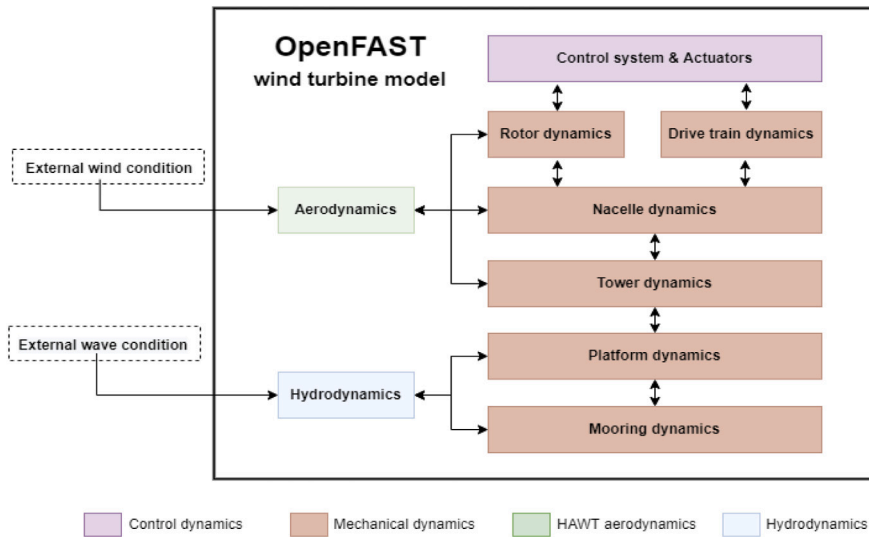 OpenFAST
wind turbine model
Control system & Actuators
Rotor dynamics
Drive train dynamics
External wind condition
Aerodynamics
Nacelle dynamics
Tower dynamics
External wave condition
Platform dynamics
Hydrodynamics
Mooring dynamics
Control dynamics
Mechanical dynamics
HAWT aerodynamics
Hydrodynamics